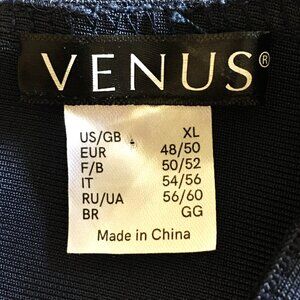 VENUS®
US/GB XL
EUR 48/50
F/B 50/52
IT 54/56
RU/UA 56/60
BR GG
Made in China